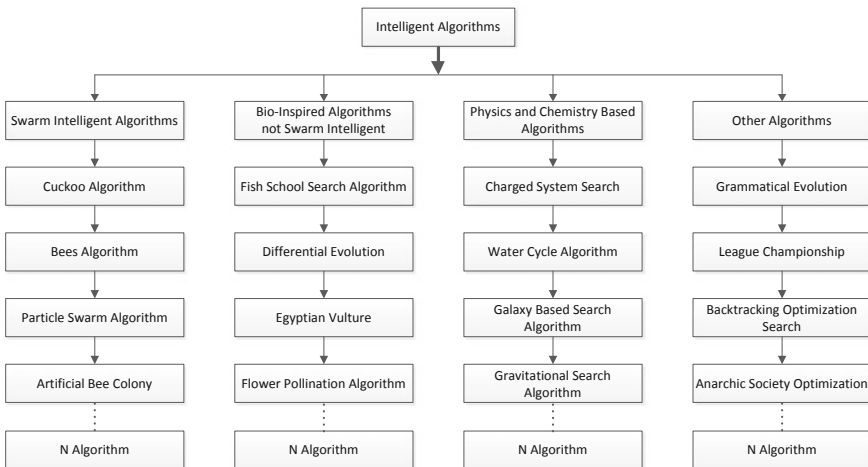 Intelligent Algorithms
Swarm Intelligent Algorithms
Cuckoo Algorithm
Bees Algorithm
Particle Swarm Algorithm
Artificial Bee Colony
N Algorithm
Bio-Inspired Algorithms
not Swarm Intelligent
Fish School Search Algorithm
Differential Evolution
Egyptian Vulture
Flower Pollination Algorithm
N Algorithm
Physics and Chemistry Based
Algorithms
Charged System Search
Water Cycle Algorithm
Galaxy Based Search
Algorithm
Gravitational Search
Algorithm
N Algorithm
Other Algorithms
Grammatical Evolution
League Championship
Backtracking Optimization
Search
Anarchic Society Optimization
N Algorithm